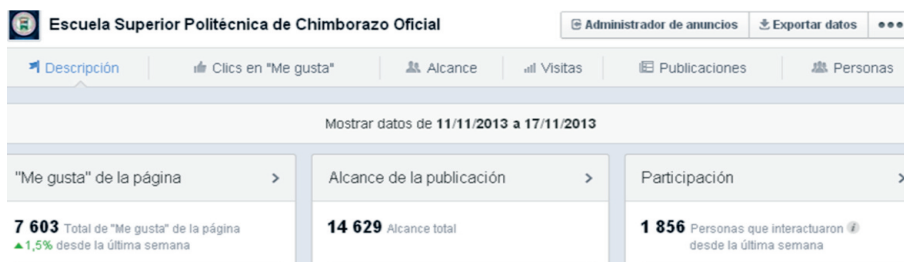 Escuela Superior Politécnica de Chimborazo Oficial
Administrador de anuncios
Exportar datos
Descripción
Clics en "Me gusta"
Alcance
Visitas
Publicaciones
Personas
Mostrar datos de 11/11/2013 a 17/11/2013
"Me gusta" de la página
Alcance de la publicación
Participación
7 603 Total de "Me gusta" de la página
1,5% desde la última semana
14 629 Alcance total
1 856 Personas que interactuaron
desde la última semana